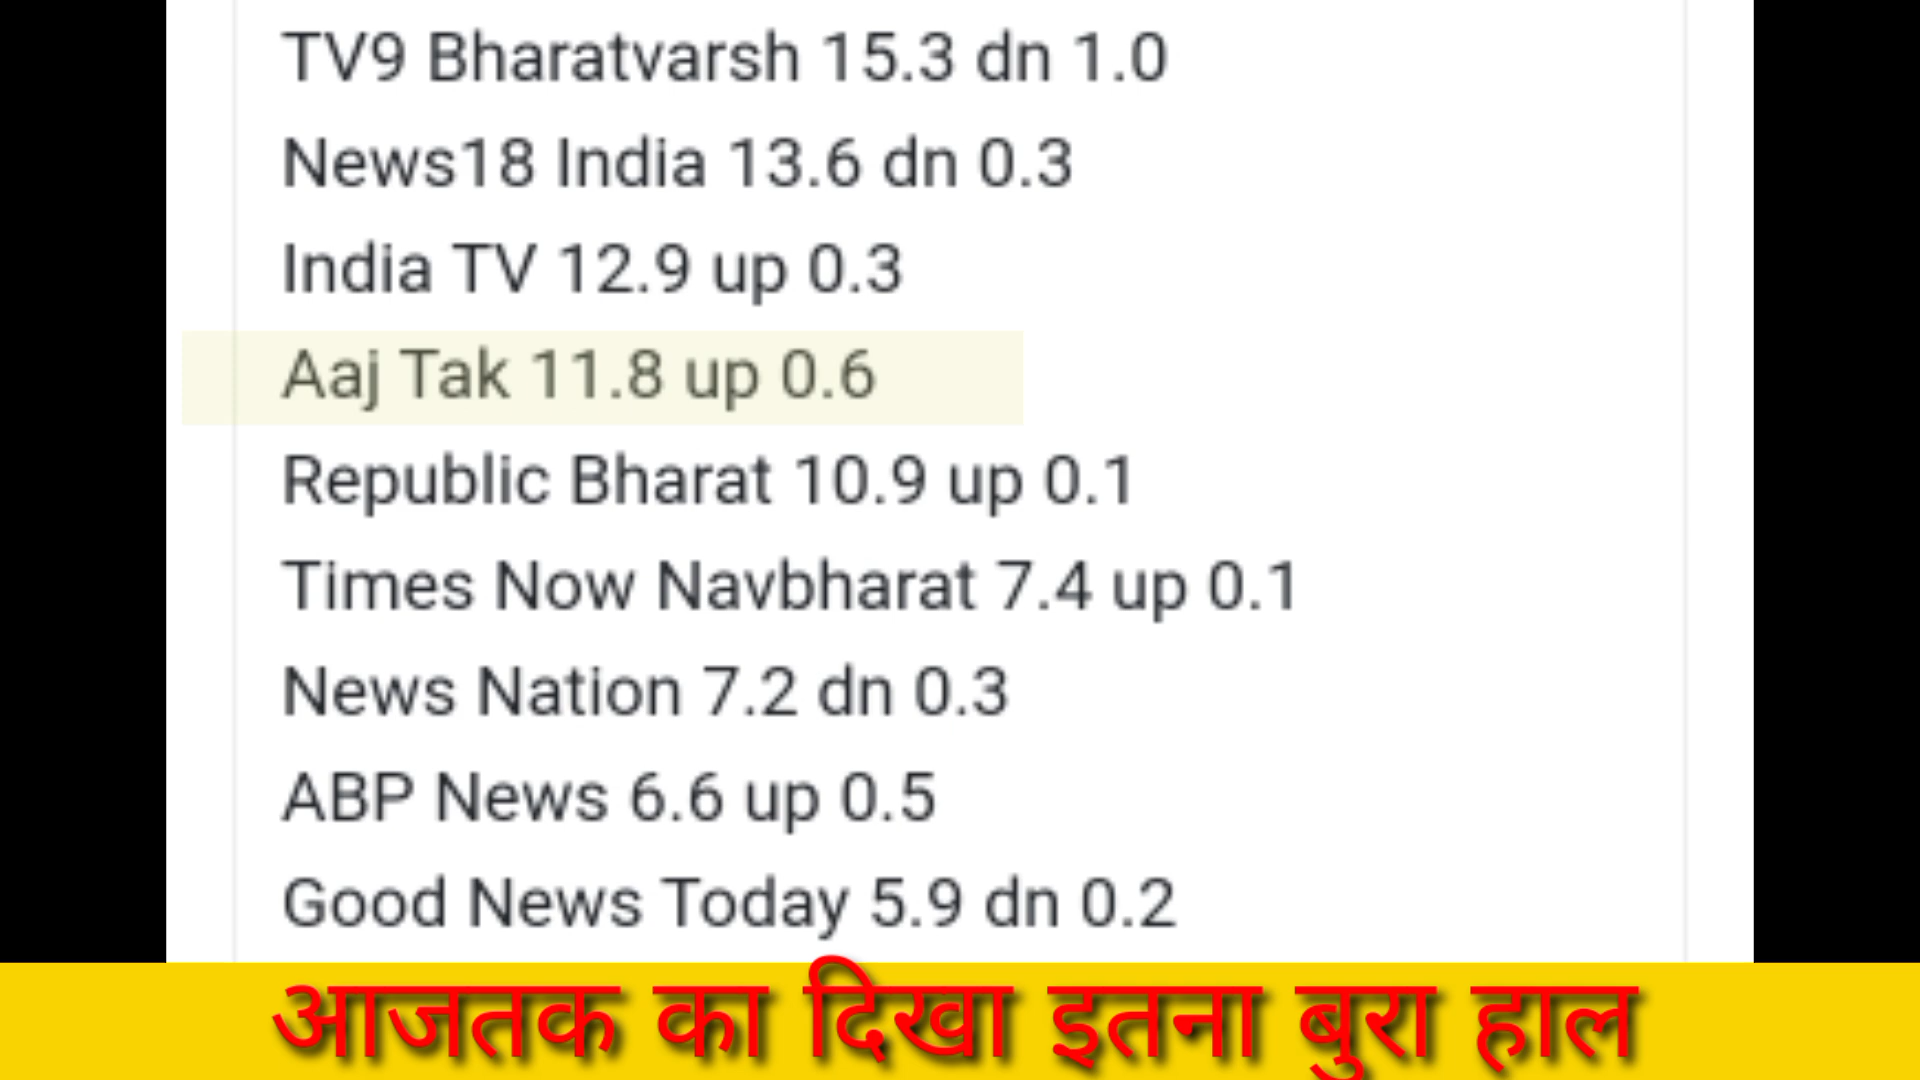 TV9 Bharatvarsh 15.3 dn 1.0
News18 India 13.6 dn 0.3
India TV 12.9 up 0.3
Aaj Tak 11.8 up 0.6
Republic Bharat 10.9 up 0.1
Times Now Navbharat 7.4 up 0.1
News Nation 7.2 dn 0.3
ABP News 6.6 up 0.5
Good News Today 5.9 dn 0.2
आजतक का दिखा इतना बुरा हाल